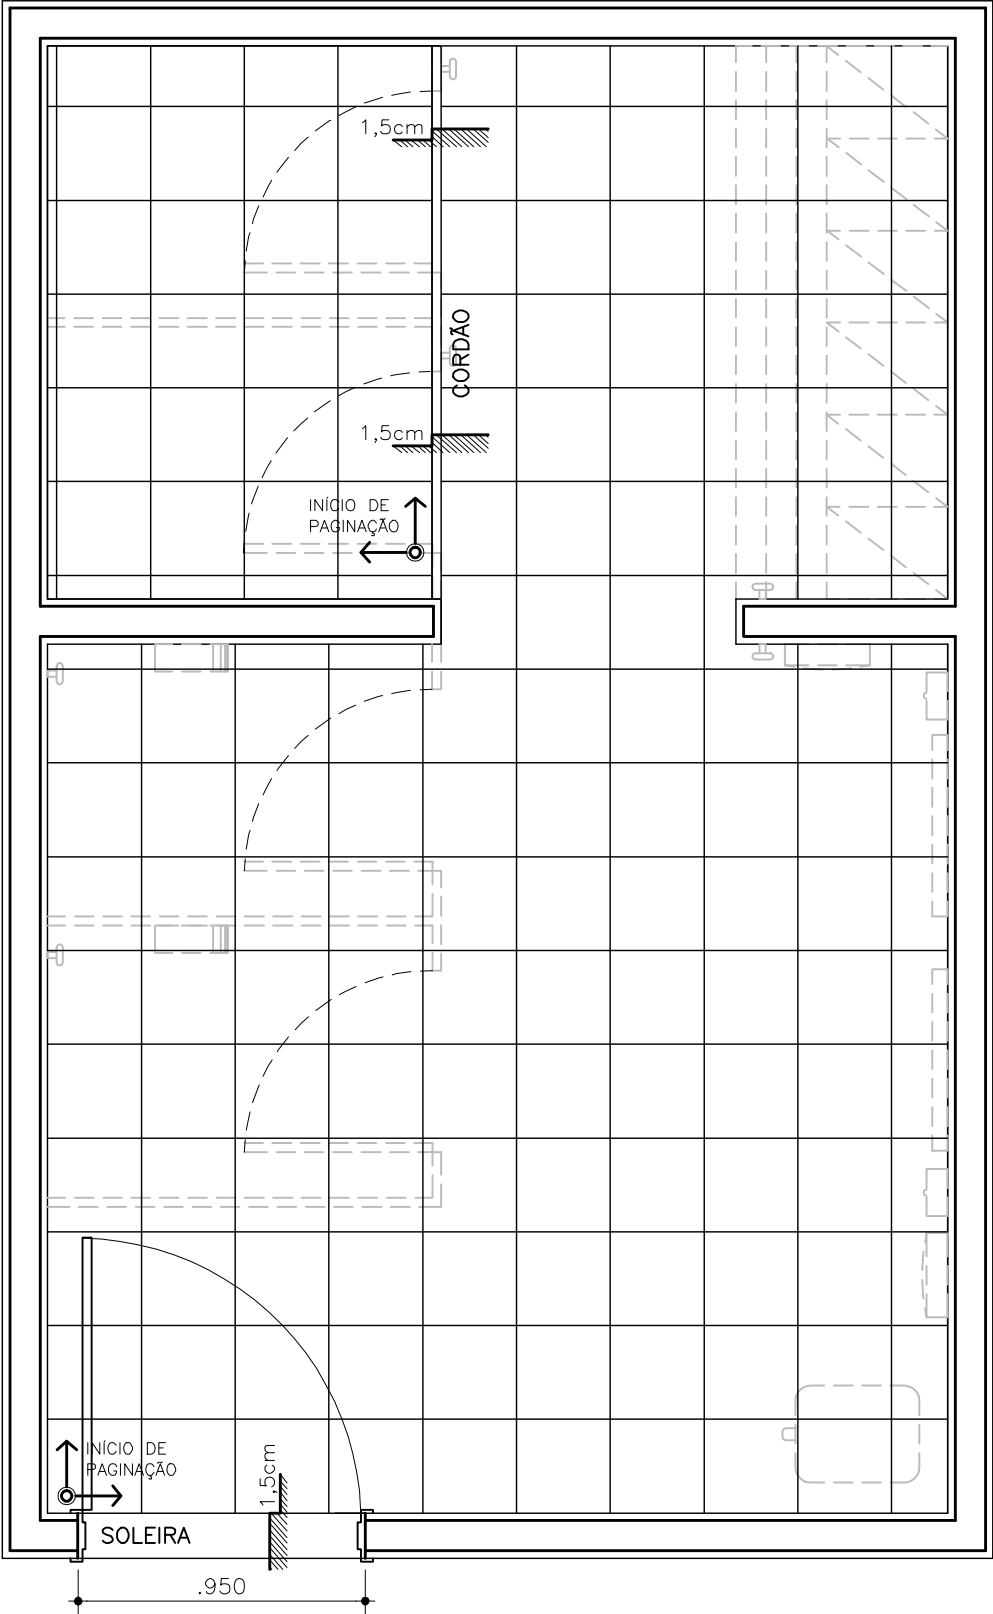 1,5cm
CORDÃO
1,5cm
INÍCIO DE
PAGINAÇÃO
INÍCIO DE
PAGINAÇÃO
1,5cm
SOLEIRA
.950